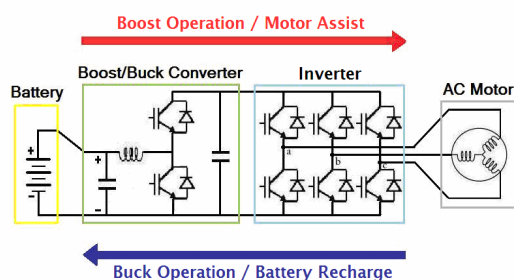 Boost Operation / Motor Assist
Boost/Buck Converter
Inverter
Battery
AC Motor
+
+
a
b
c
-
-
Buck Operation / Battery Recharge